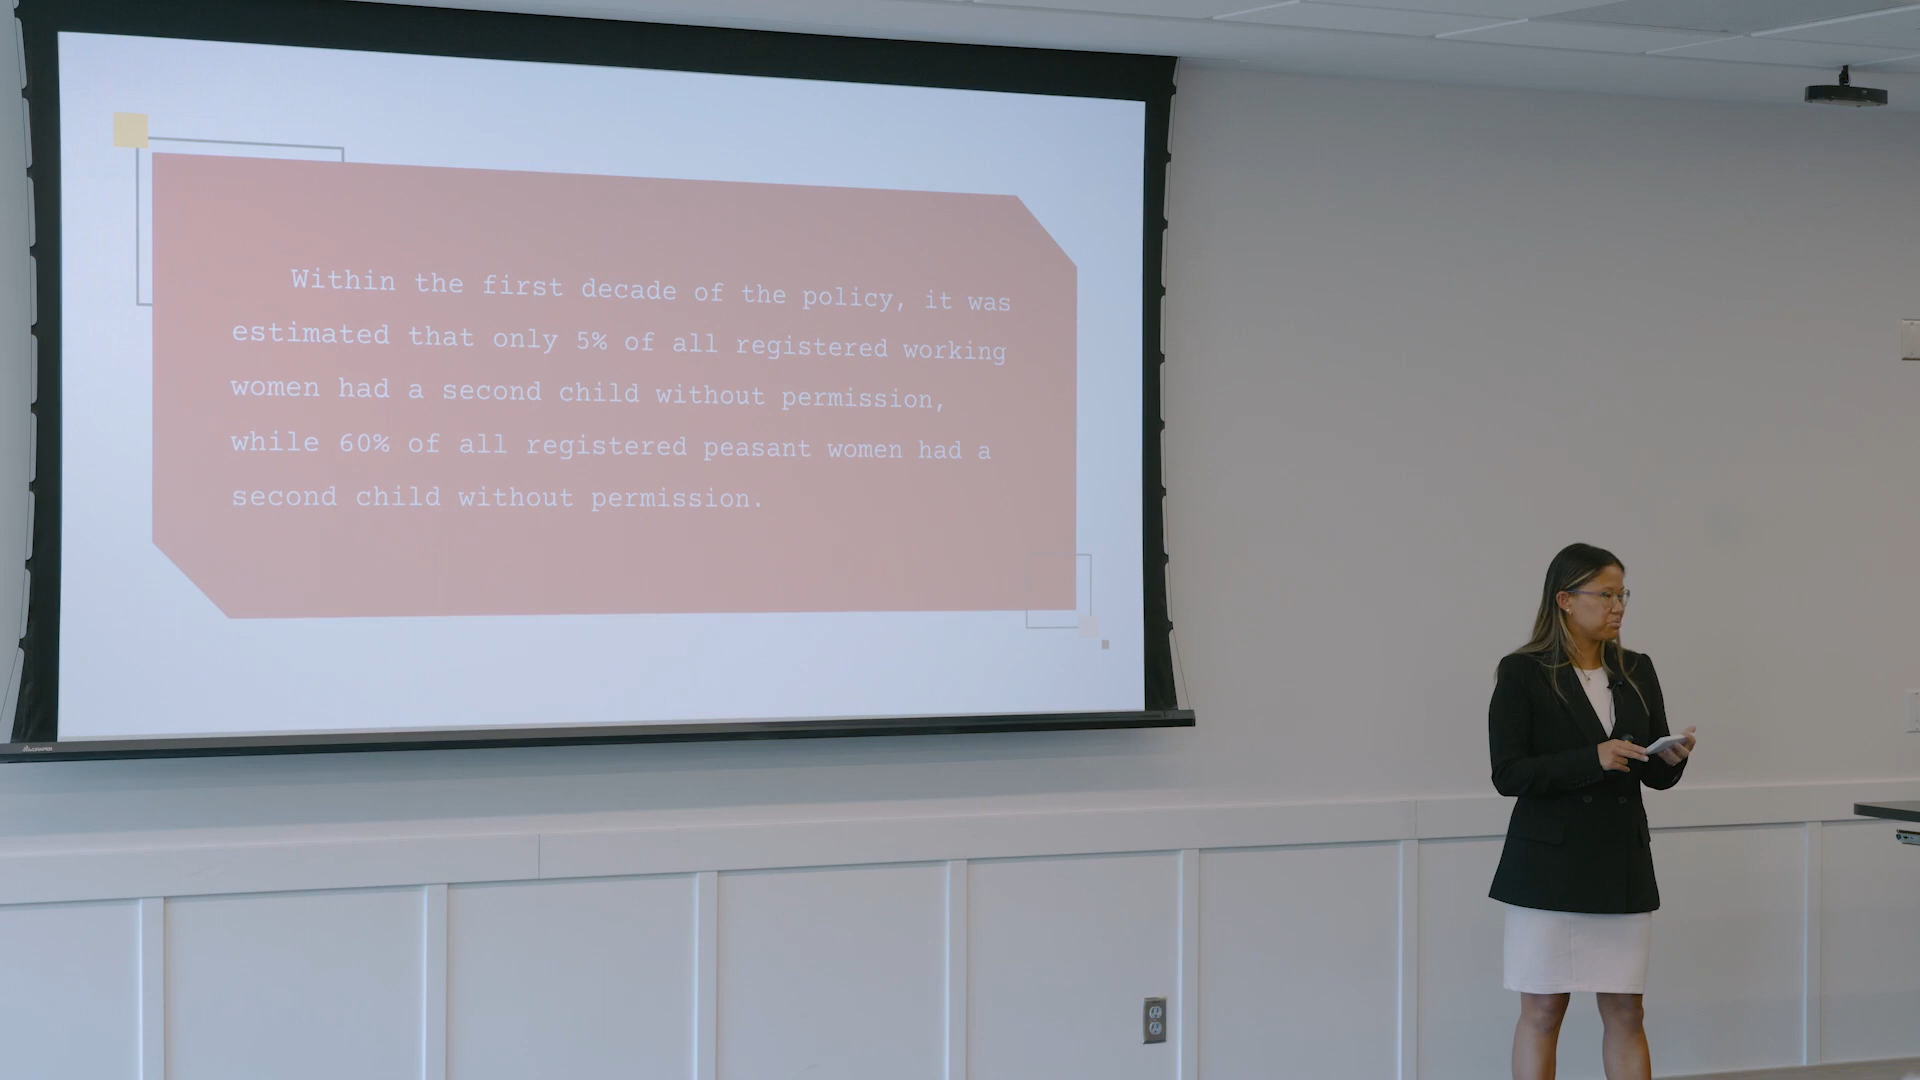 Within the first decade of the policy, it was
estimated that only 5% of all registered working
women had a second child without permission,
while 60% of all registered peasant women had a
second child without permission.